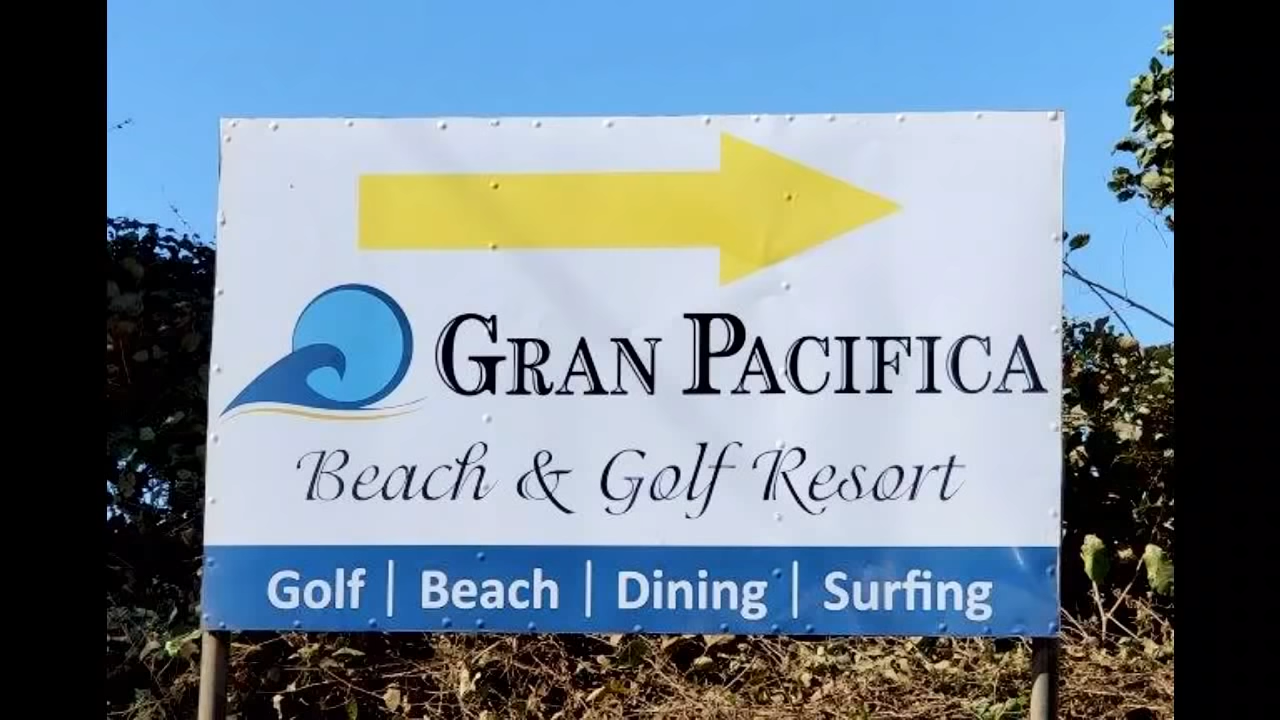 GRAN PACIFICA
Beach & Golf Resort
Golf | Beach | Dining | Surfing